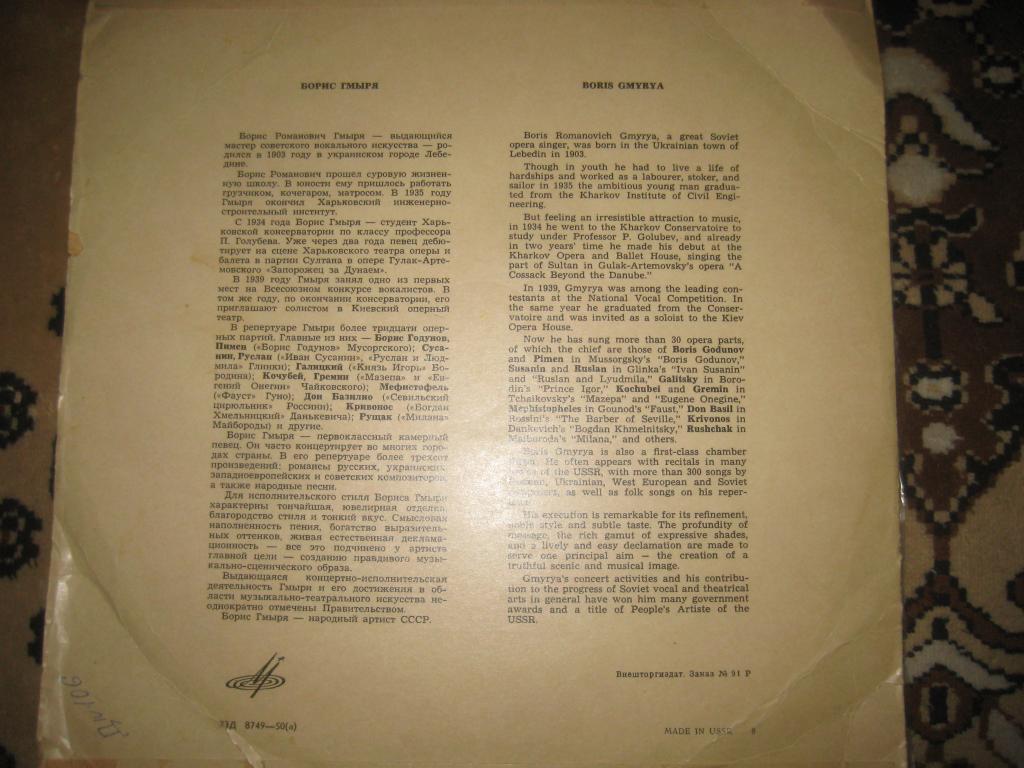 БОРИС ГМЫРЯ
Борис Романович Гмыря — выдающийся
мастер советского вокального искусства — ро-
дился в 1903 году в украинском городе Лебе-
дине.
Борис Романович прошел суровую жизнен-
ную школу. В юности ему пришлось работать
грузчиком, кочегаром, матросом. В 1935 году
Гмыря окончил Харьковский инженерно-
строительный институт.
С 1934 года Борис Гмыря — студент Харь-
ковской консерватории по классу профессора
П. Голубева. Уже через два года певец дебю-
тирует на сцене Харьковского театра оперы и
балета в партии Султана в опере Гулак-Арте-
мовского «Запорожец за Дунаем».
В 1939 году Гмыря занял одно из первых
мест на Всесоюзном конкурсе вокалистов. В
том же году, по окончании консерватории, его
приглашают солистом в Киевский оперный
театр.
В репертуаре Гмыри более тридцати опер-
ных партий. Главные из них — Борис Годунов,
Пимен («Борис Годунов» Мусоргского); Суса-
нин, Руслан («Иван Сусанин», «Руслан и Люд-
мила» Глинки); Галицкий («Князь Игорь» Бо-
родина); Кочубей, Гремин («Мазепа» и «Ев-
гений Онегин» Чайковского); Мефистофель
(«Фауст» Гуно); Дон Базилио («Севильский
цирюльник» Россини); Кривонос («Богдан
Хмельницкий» Данькевича); Рущак («Милана»
Майбороды) и другие.
Борис Гмыря — первоклассный камерный
певец. Он часто концертирует во многих горо-
дах страны. В его репертуаре более трехсот
произведений: романсы русских, украинских,
западноевропейских и советских композиторов,
а также народные песни.
Для исполнительского стиля Бориса Гмыри
характерны тончайшая, ювелирная отделка,
благородство стиля и тонкий вкус. Смысловая
наполненность пения, богатство выразитель-
ных оттенков, живая естественная деклама-
ционность — все это подчинено у артиста
главной цели — созданию правдивого музы-
кально-сценического образа.
Выдающаяся концертно-исполнительская
деятельность Гмыри и его достижения в об-
ласти музыкально-театрального искусства не-
однократно отмечены Правительством.
Борис Гмыря — народный артист СССР.
BORIS GMYRYA
Boris Romanovich Gmyrya, a great Soviet
opera singer, was born in the Ukrainian town of
Lebedin in 1903.
Though in youth he had to live a life of
hardships and worked as a labourer, stoker, and
sailor in 1935 the ambitious young man gradua-
ted from the Kharkov Institute of Civil Engi-
neering.
But feeling an irresistible attraction to music,
in 1934 he went to the Kharkov Conservatoire to
study under Professor P. Golubev, and already
in two years' time he made his debut at the
Kharkov Opera and Ballet House, singing the
part of Sultan in Gulak-Artemovsky's opera "A
Cossack Beyond the Danube."
In 1939, Gmyrya was among the leading con-
testants at the National Vocal Competition. In
the same year he graduated from the Conser-
vatoire and was invited as a soloist to the Kiev
Opera House.
Now he has sung more than 30 opera parts,
of which the chief are those of Boris Godunov
and Pimen in Mussorgsky's "Boris Godunov,"
Susanin and Ruslan in Glinka's "Ivan Susanin"
and "Ruslan and Lyudmila," Galitsky in Boro-
din's "Prince Igor," Kochubei and Gremin in
Tchaikovsky's "Mazepa" and "Eugene Onegine,"
Mephistopheles in Gounod's "Faust," Don Basil in
Rossini's "The Barber of Seville," Krivonos in
Dankevich's "Bogdan Khmelnitsky," Rushchak in
Maiboroda's "Milana," and others.
Boris Gmyrya is also a first-class chamber
He often appears with recitals in many
of the USSR, with more than 300 songs by
Ukrainian, West European and Soviet
composers, as well as folk songs on his reper-
His execution is remarkable for its refinement,
noble style and subtle taste. The profundity of
message, the rich gamut of expressive shades,
and a lively and easy declamation are made to
serve one principal aim — the creation of a
truthful scenic and musical image.
Gmyrya's concert activities and his contribu-
tion to the progress of Soviet vocal and theatrical
arts in general have won him many government
awards and a title of People's Artiste of the
USSR.
Внешторгиздат. Заказ № 91 Р
8749—50(а)
MADE IN USSR 8